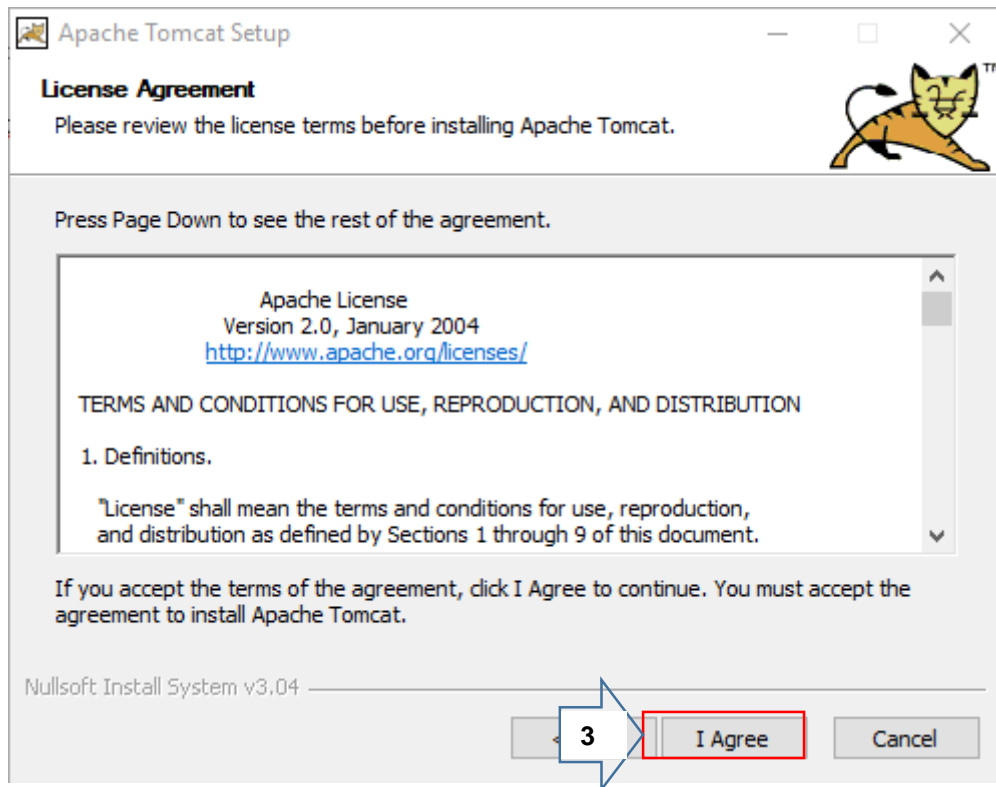 Apache Tomcat Setup
License Agreement
Please review the license terms before installing Apache Tomcat.
TM
Press Page Down to see the rest of the agreement.
Apache License
Version 2.0, January 2004
http://www.apache.org/licenses/
TERMS AND CONDITIONS FOR USE, REPRODUCTION, AND DISTRIBUTION
1. Definitions.
"License" shall mean the terms and conditions for use, reproduction,
and distribution as defined by Sections 1 through 9 of this document.
If you accept the terms of the agreement, click I Agree to continue. You must accept the
agreement to install Apache Tomcat.
Nullsoft Install System v3.04
< 3 I Agree Cancel